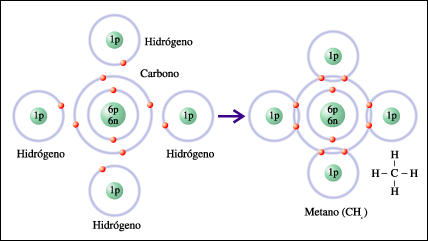 1p
Hidrógeno
Carbono
1p
6p
6n
1p
Hidrógeno
Hidrógeno
1p
Hidrógeno
1p
1p
6p
6n
1p
1p
Metano (CH4)
H
H – C – H
H